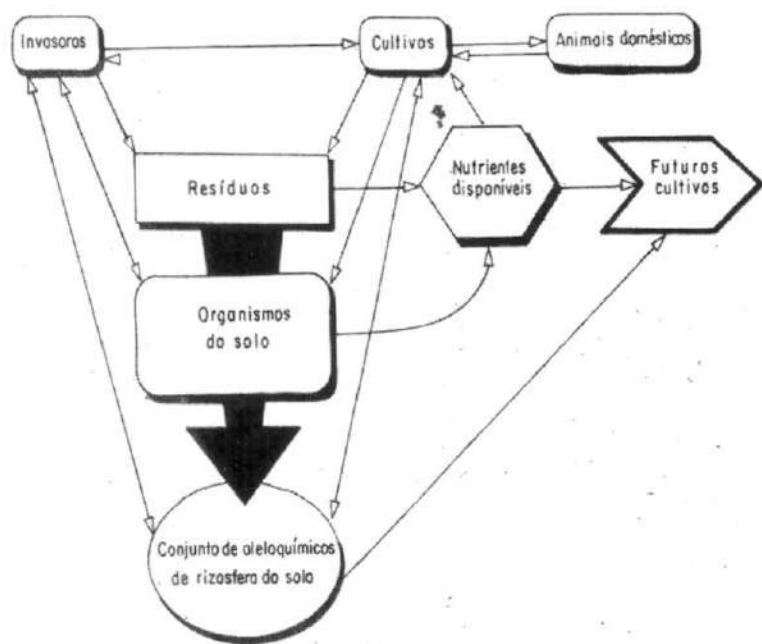 Invasoras
Cultivos
Animais domésticos
Resíduos
Nutrientes
disponíveis
Futuros
cultivos
Organismos
do solo
Conjunto de aleloquímicos
de rizosfera do solo